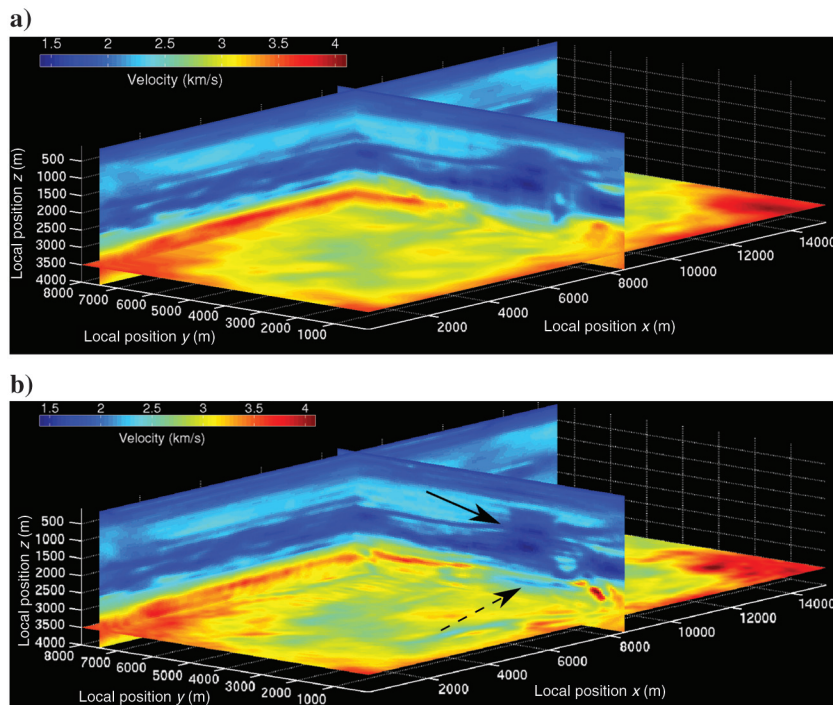 a)
1.5 2 2.5 3 3.5 4
Velocity (km/s)
Local position z (m)
500
1000
1500
2000
2500
3000
3500
4000
8000 7000 6000 5000 4000 3000 2000 1000
Local position y (m)
2000 4000 6000 8000 10000 12000 14000
Local position x (m)
b)
1.5 2 2.5 3 3.5 4
Velocity (km/s)
Local position z (m)
500
1000
1500
2000
2500
3000
3500
4000
8000 7000 6000 5000 4000 3000 2000 1000
Local position y (m)
2000 4000 6000 8000 10000 12000 14000
Local position x (m)